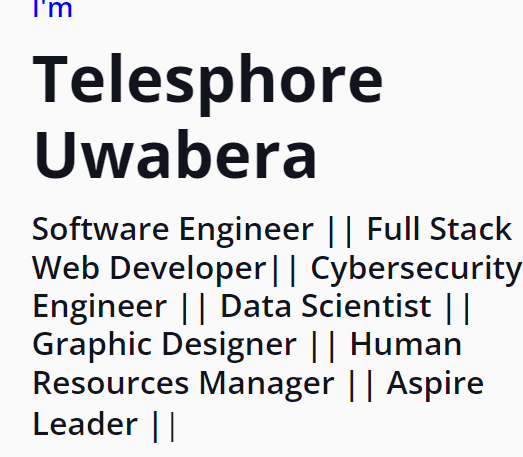 I'm
Telesphore
Uwabera
Software Engineer || Full Stack
Web Developer|| Cybersecurity
Engineer || Data Scientist ||
Graphic Designer || Human
Resources Manager || Aspire
Leader ||